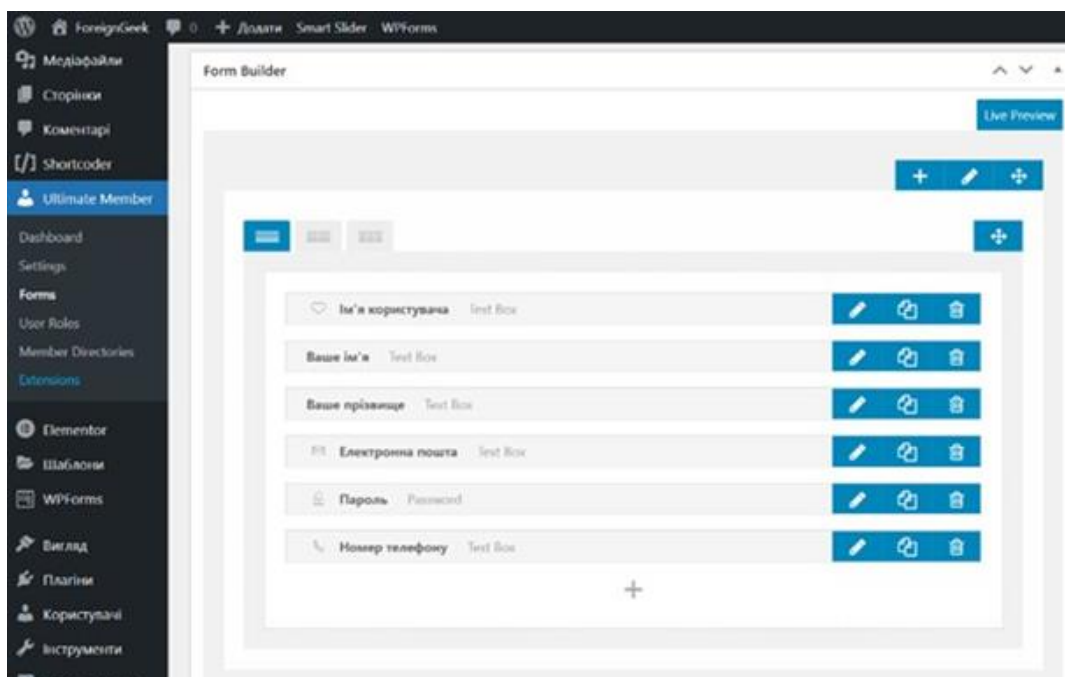 ForeignGeek 0 + Додати Smart Slider WPForms
Медіафайли
Сторінки
Коментарі
[/] Shortcoder
Ultimate Member
Dashboard
Settings
Forms
User Roles
Member Directories
Extensions
Elementor
Шаблони
WPForms
Вигляд
Плагіни
Користувачі
Інструменти
Form Builder
Live Preview
Ім'я користувача Text Box
Ваше ім'я Text Box
Ваше прізвище Text Box
Електронна пошта Text Box
Пароль Password
Номер телефону Text Box